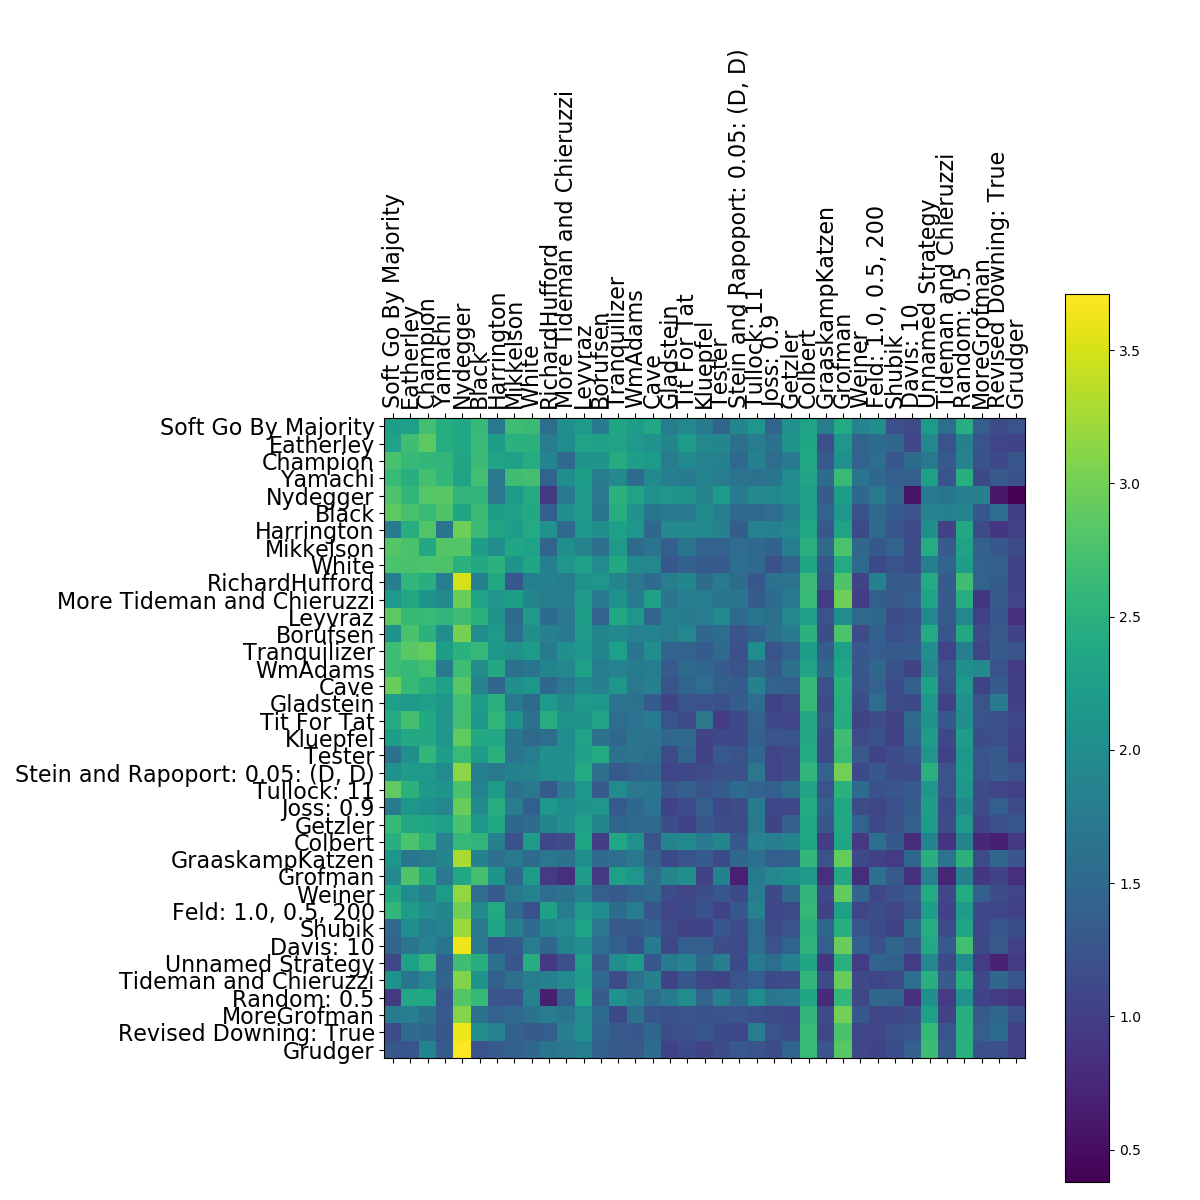 Soft Go By Majority
Eatherley
Champion
Yamachi
Nydegger
Black
Harrington
Mikkelson
White
RichardHufford
More Tideman and Chieruzzi
Leyvraz
Borufsen
Tranquilizer
WmAdams
Cave
Gladstein
Tit For Tat
Kluepfel
Tester
Stein and Rapoport: 0.05: (D, D)
Tullock: 11
Joss: 0.9
Getzler
Colbert
GraaskampKatzen
Grofman
Weiner
Feld: 1.0, 0.5, 200
Shubik
Davis: 10
Unnamed Strategy
Tideman and Chieruzzi
Random: 0.5
MoreGrofman
Revised Downing: True
Grudger
Soft Go By Majority
Eatherley
Champion
Yamachi
Nydegger
Black
Harrington
Mikkelson
White
RichardHufford
More Tideman and Chieruzzi
Leyvraz
Borufsen
Tranquilizer
WmAdams
Cave
Gladstein
Tit For Tat
Kluepfel
Tester
Stein and Rapoport: 0.05: (D, D)
Tullock: 11
Joss: 0.9
Getzler
Colbert
GraaskampKatzen
Grofman
Weiner
Feld: 1.0, 0.5, 200
Shubik
Davis: 10
Unnamed Strategy
Tideman and Chieruzzi
Random: 0.5
MoreGrofman
Revised Downing: True
Grudger
3.5
3.0
2.5
2.0
1.5
1.0
0.5